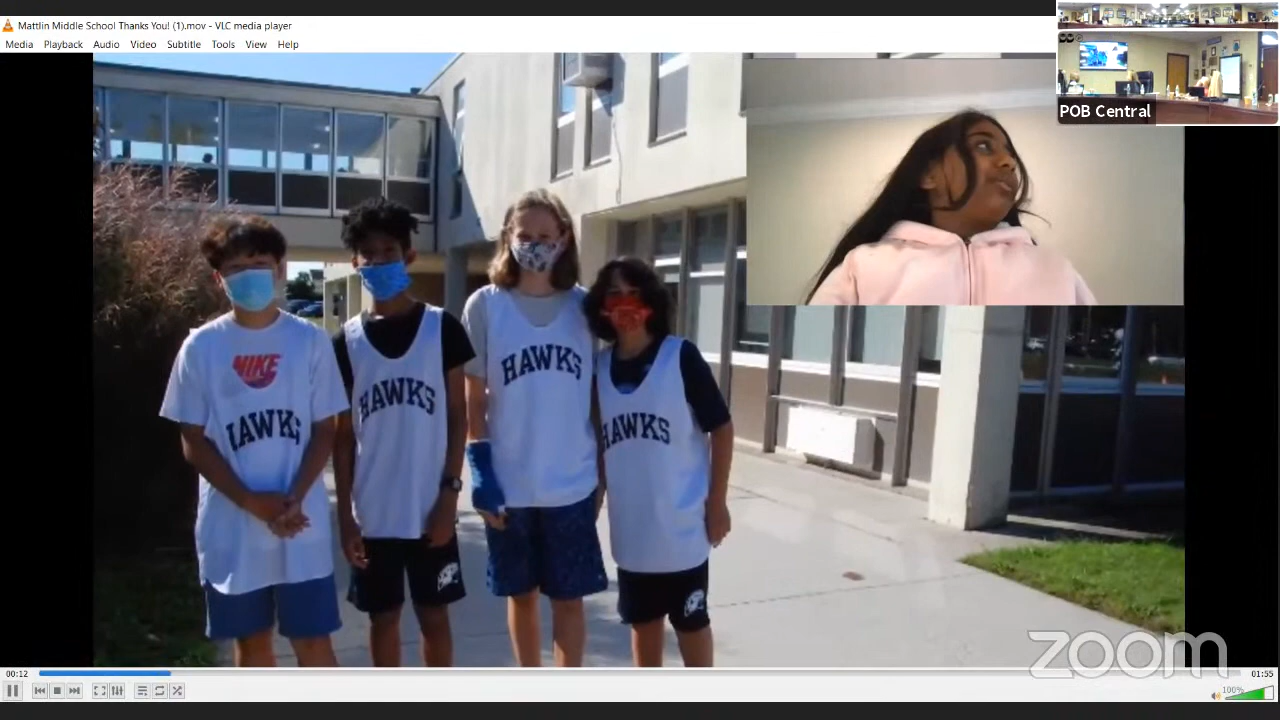 Mattlin Middle School Thanks You! (1).mov - VLC media player
Media Playback Audio Video Subtitle Tools View Help
POB Central
NIKE
HAWKS
HAWKS
HAWKS
HAWKS
zoom
00:12
01:55
100%